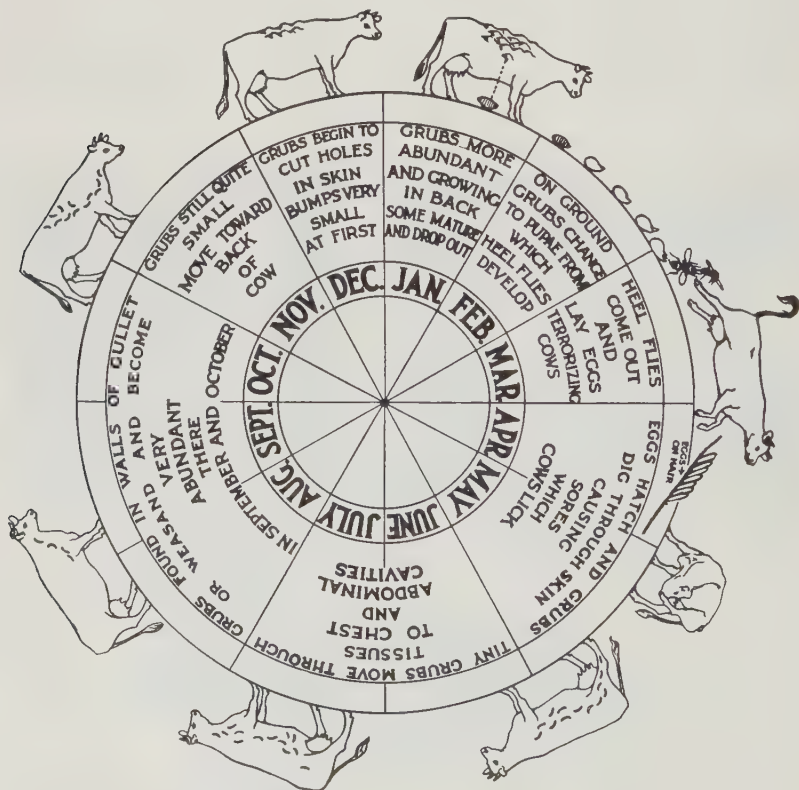 GRUBS MORE
ABUNDANT
AND GROWING
IN BACK
SOME MATURE
AND DROP OUT
ON GROUND
GRUBS CHANGE
TO PUPAE FROM
WHICH
HEEL FLIES
DEVELOP
HEEL FLIES
COME OUT
AND
LAY EGGS
TERRORIZING
COWS
EGGS
ON HAIR
EGGS HATCH AND GRUBS
DIG THROUGH SKIN
CAUSING
SORES
WHICH
COWS LICK
TINY GRUBS MOVE THROUGH
TISSUES
TO CHEST
AND
ABDOMINAL
CAVITIES
GRUBS FOUND IN WALLS OF GULLET
OR WEASAND AND BECOME
VERY
ABUNDANT
THERE
IN SEPTEMBER AND OCTOBER
GRUBS STILL QUITE
SMALL
MOVE TOWARD
BACK
OF
COW
GRUBS BEGIN TO
CUT HOLES
IN SKIN
BUMPS VERY
SMALL
AT FIRST
JAN.
FEB.
MAR.
APR.
MAY
JUNE
JULY
AUG.
SEPT.
OCT.
NOV.
DEC.